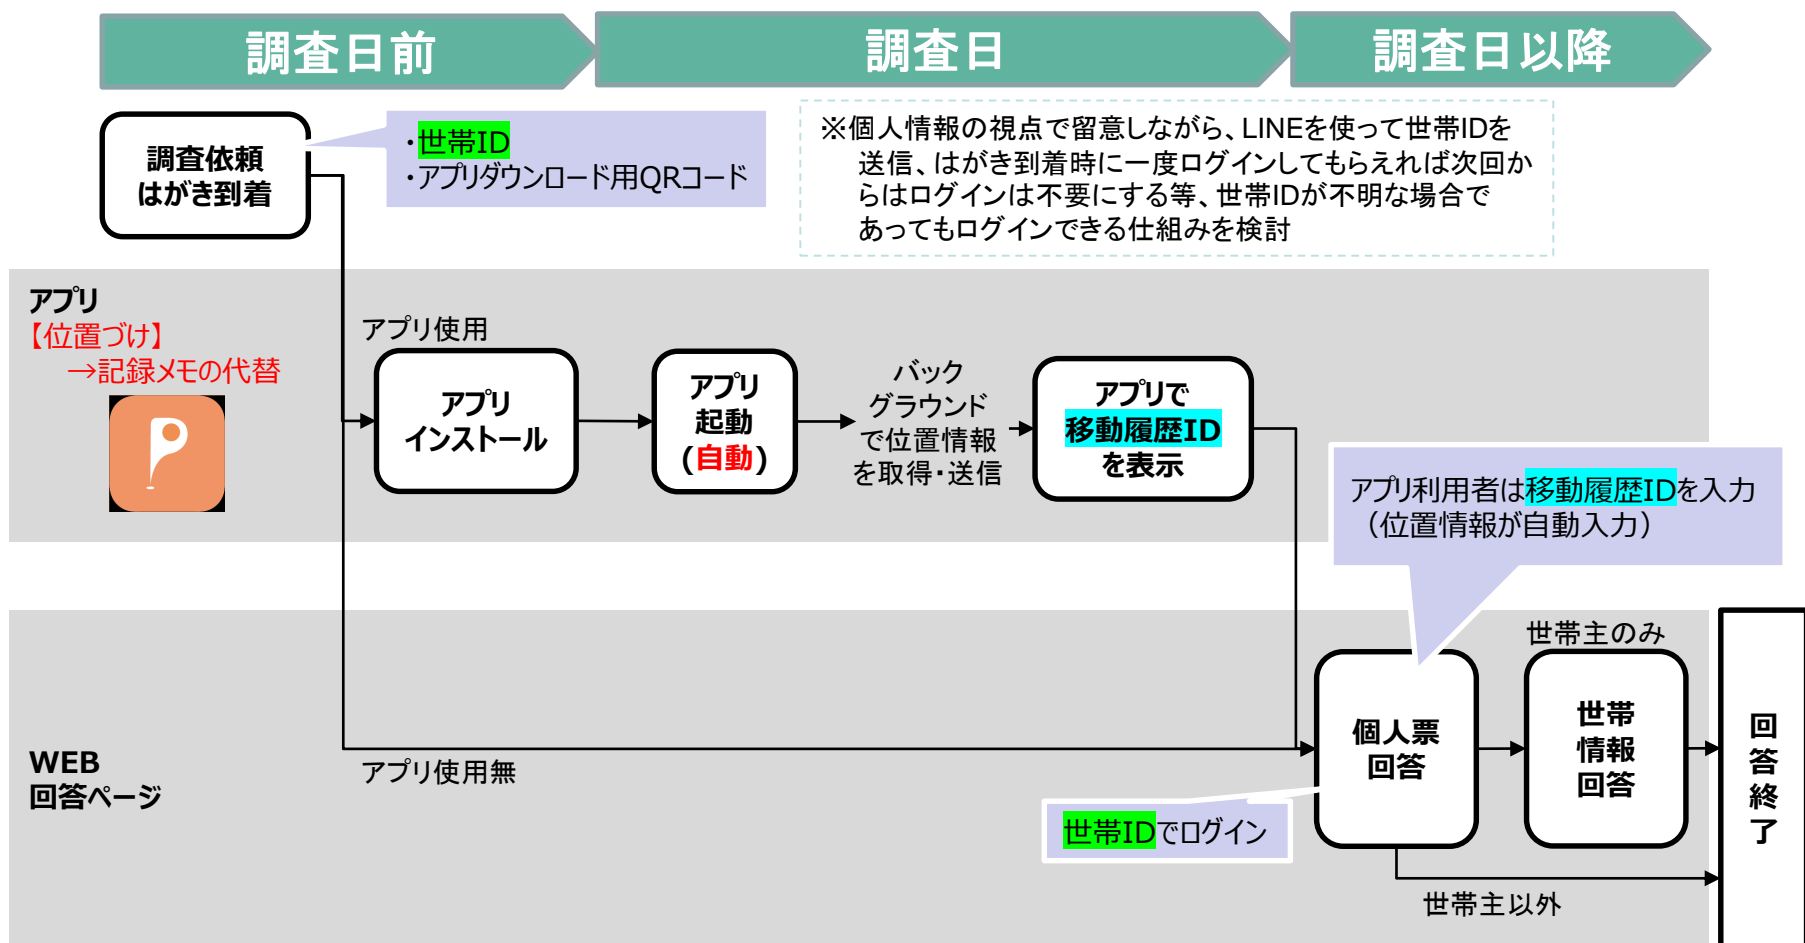 調査日前
調査日
調査日以降
調査依頼
はがき到着
・世帯ID
・アプリダウンロード用QRコード
※個人情報の視点で留意しながら、LINEを使って世帯IDを
送信、はがき到着時に一度ログインしてもらえれば次回か
らはログインは不要にする等、世帯IDが不明な場合で
あってもログインできる仕組みを検討
アプリ
【位置づけ】
→記録メモの代替
アプリ使用
アプリ
インストール
アプリ
起動
(自動)
バック
グラウンド
で位置情報
を取得・送信
アプリで
移動履歴ID
を表示
アプリ利用者は移動履歴IDを入力
（位置情報が自動入力）
WEB
回答ページ
アプリ使用無
世帯IDでログイン
個人票
回答
世帯主のみ
世帯
情報
回答
世帯主以外
回
答
終
了